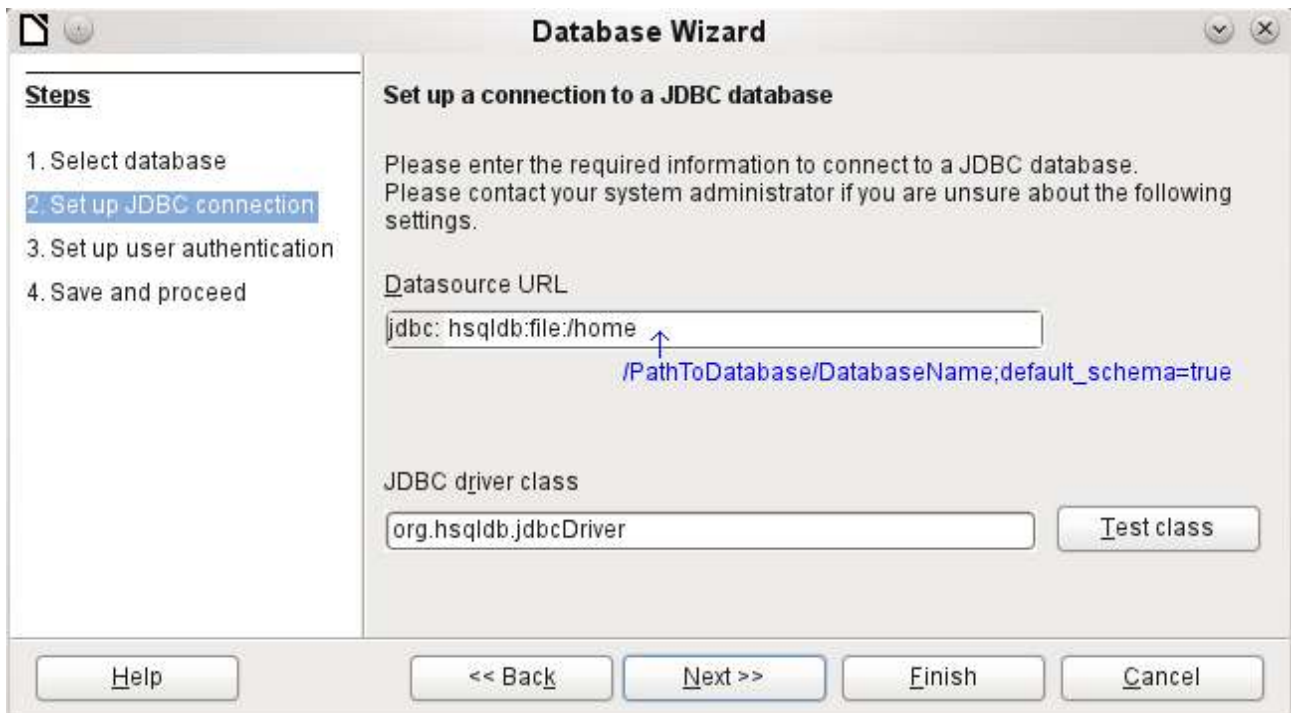 Database Wizard
Steps
1. Select database
2. Set up JDBC connection
3. Set up user authentication
4. Save and proceed
Set up a connection to a JDBC database
Please enter the required information to connect to a JDBC database.
Please contact your system administrator if you are unsure about the following
settings.
Datasource URL
jdbc: hsqldb:file:/home
/PathToDatabase/DatabaseName;default_schema=true
JDBC driver class
org.hsqldb.jdbcDriver
Test class
Help
<< Back
Next >>
Finish
Cancel